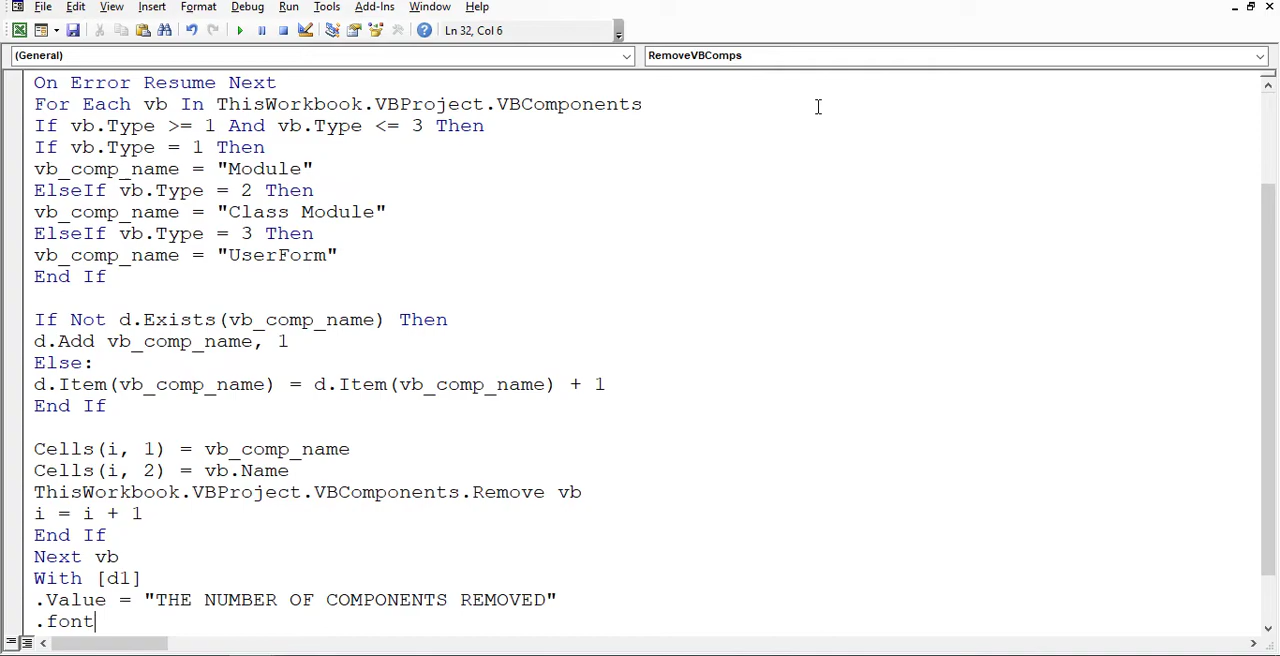 File Edit View Insert Format Debug Run Tools Add-Ins Window Help
Ln 32, Col 6
(General) RemoveVBComps
On Error Resume Next
For Each vb In ThisWorkbook.VBProject.VBComponents
If vb.Type >= 1 And vb.Type <= 3 Then
If vb.Type = 1 Then
vb_comp_name = "Module"
ElseIf vb.Type = 2 Then
vb_comp_name = "Class Module"
ElseIf vb.Type = 3 Then
vb_comp_name = "UserForm"
End If
If Not d.Exists(vb_comp_name) Then
d.Add vb_comp_name, 1
Else:
d.Item(vb_comp_name) = d.Item(vb_comp_name) + 1
End If
Cells(i, 1) = vb_comp_name
Cells(i, 2) = vb.Name
ThisWorkbook.VBProject.VBComponents.Remove vb
i = i + 1
End If
Next vb
With [d1]
.Value = "THE NUMBER OF COMPONENTS REMOVED"
.font